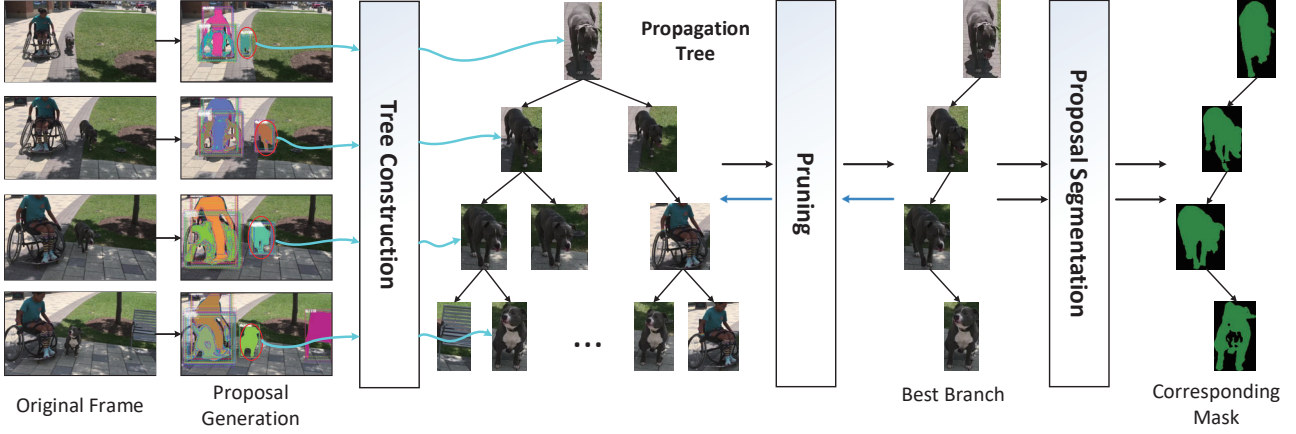 Propagation
Tree
Tree Construction
Pruning
Proposal Segmentation
Original Frame
Proposal
Generation
...
Best Branch
Corresponding
Mask